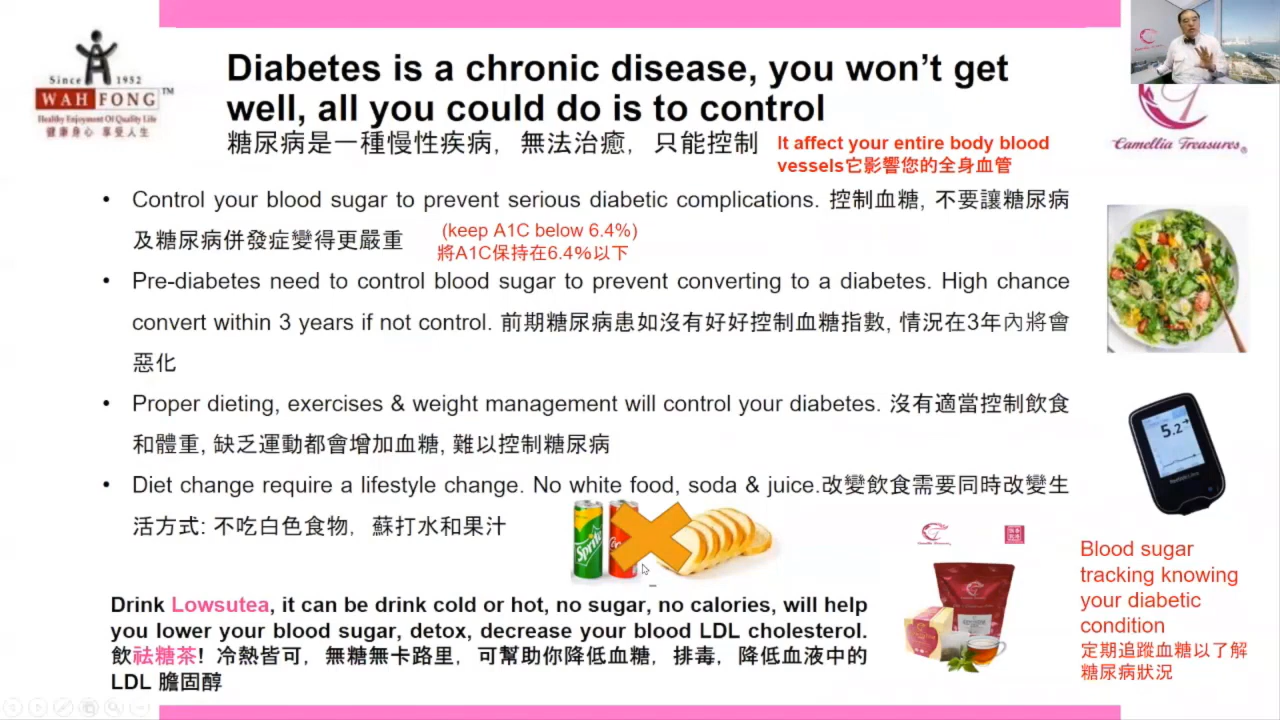 Since 1952
WAH FONG TM
Healthy Enjoyment Of Quality Life
健康身心 享受人生
Diabetes is a chronic disease, you won't get
well, all you could do is to control
糖尿病是一種慢性疾病，無法治癒，只能控制
It affect your entire body blood
vessels它影響您的全身血管
Camellia Treasures®
• Control your blood sugar to prevent serious diabetic complications. 控制血糖, 不要讓糖尿病
及糖尿病併發症變得更嚴重
(keep A1C below 6.4%)
將A1C保持在6.4%以下
• Pre-diabetes need to control blood sugar to prevent converting to a diabetes. High chance
convert within 3 years if not control. 前期糖尿病患如沒有好好控制血糖指數, 情況在3年內將會
惡化
• Proper dieting, exercises & weight management will control your diabetes. 沒有適當控制飲食
和體重, 缺乏運動都會增加血糖, 難以控制糖尿病
5.2
• Diet change require a lifestyle change. No white food, soda & juice.改變飲食需要同時改變生
活方式: 不吃白色食物，蘇打水和果汁
Sprite
Blood sugar
tracking knowing
your diabetic
condition
定期追蹤血糖以了解
糖尿病狀況
Drink Lowsutea, it can be drink cold or hot, no sugar, no calories, will help
you lower your blood sugar, detox, decrease your blood LDL cholesterol.
飲祛糖茶! 冷熱皆可，無糖無卡路里，可幫助你降低血糖，排毒，降低血液中的
LDL 膽固醇